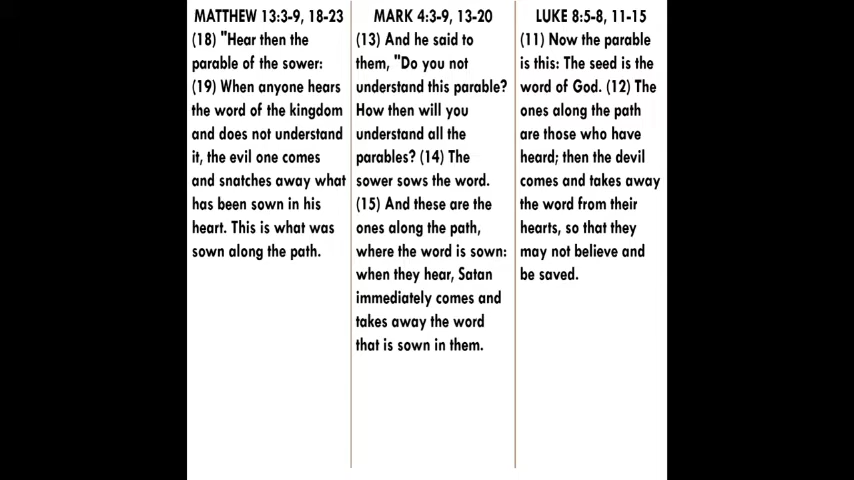 MATTHEW 13:3-9, 18-23
(18) "Hear then the
parable of the sower:
(19) When anyone hears
the word of the kingdom
and does not understand
it, the evil one comes
and snatches away what
has been sown in his
heart. This is what was
sown along the path.
MARK 4:3-9, 13-20
(13) And he said to
them, "Do you not
understand this parable?
How then will you
understand all the
parables? (14) The
sower sows the word.
(15) And these are the
ones along the path,
where the word is sown:
when they hear, Satan
immediately comes and
takes away the word
that is sown in them.
LUKE 8:5-8, 11-15
(11) Now the parable
is this: The seed is the
word of God. (12) The
ones along the path
are those who have
heard; then the devil
comes and takes away
the word from their
hearts, so that they
may not believe and
be saved.